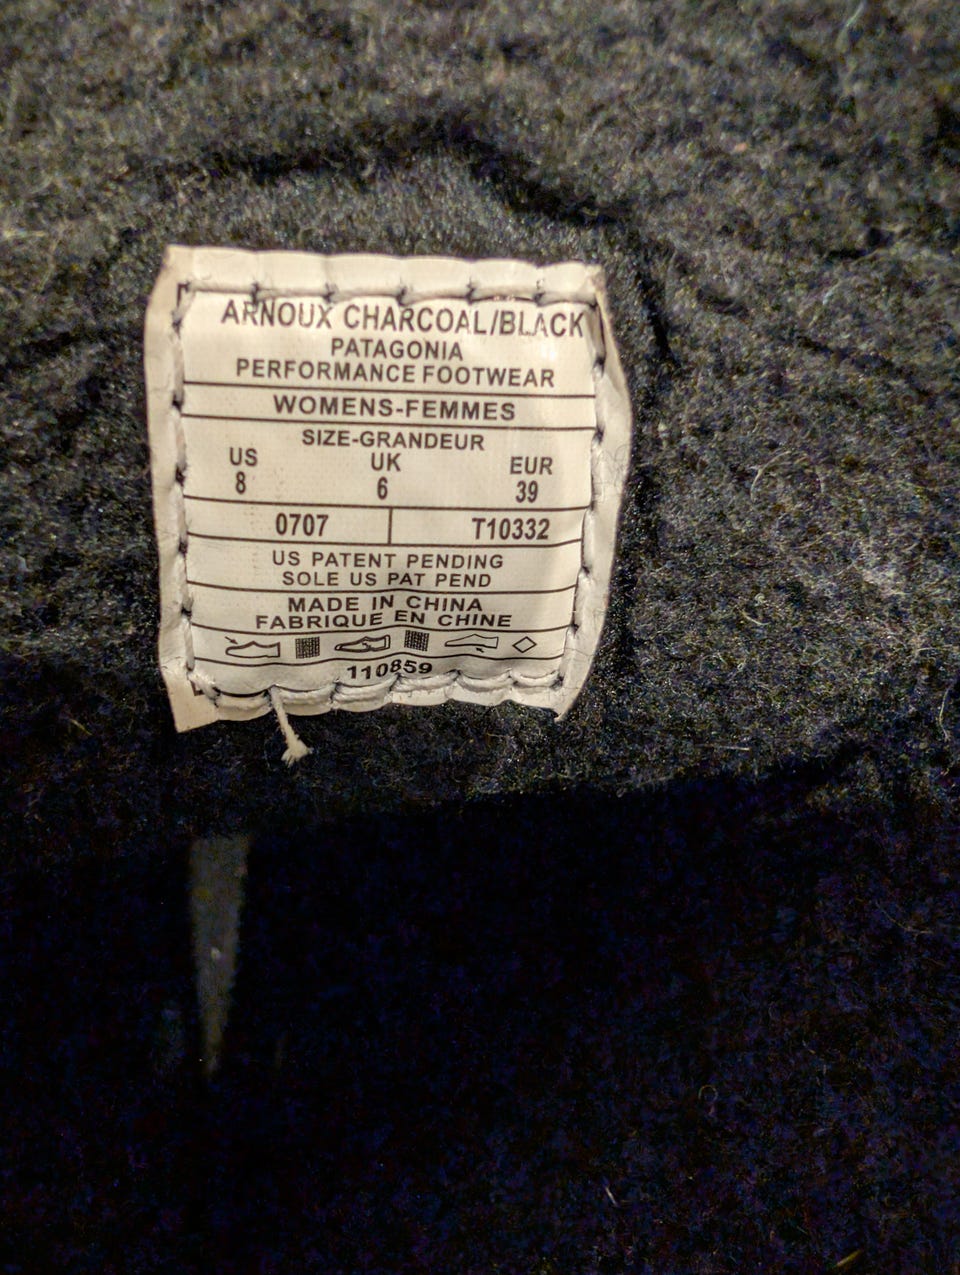 ARNOUX CHARCOAL/BLACK
PATAGONIA
PERFORMANCE FOOTWEAR
WOMENS-FEMMES
SIZE-GRANDEUR
US UK EUR
8 6 39
0707 T10332
US PATENT PENDING
SOLE US PAT PEND
MADE IN CHINA
FABRIQUE EN CHINE
110859